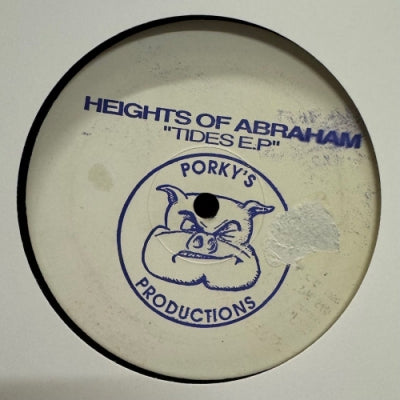 HEIGHTS OF ABRAHAM
"TIDES E.P"
PORKY'S
PRODUCTIONS